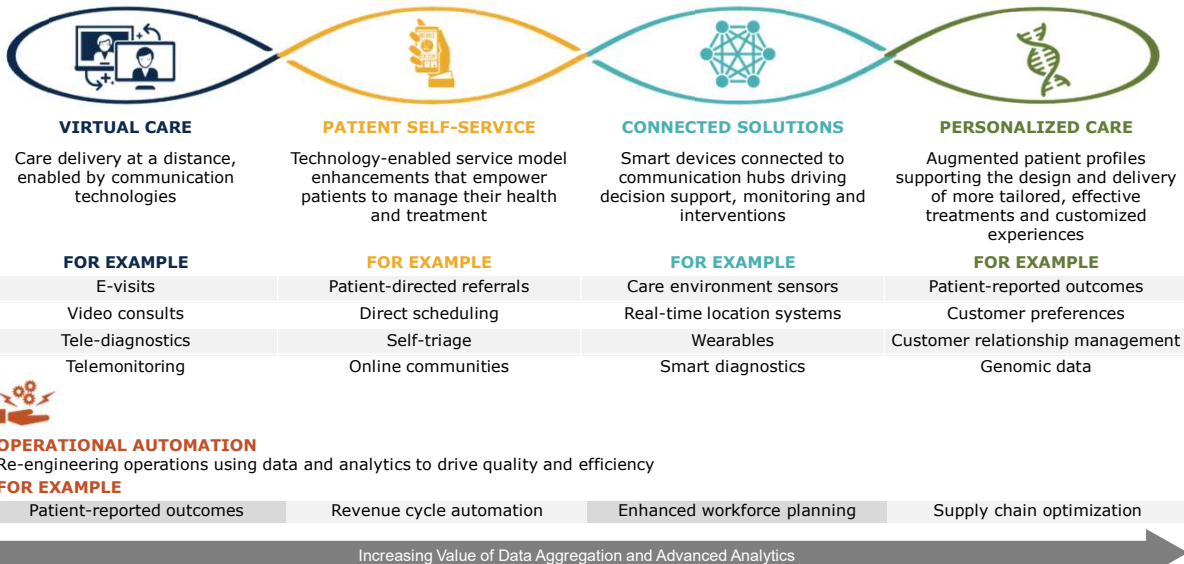 VIRTUAL CARE
Care delivery at a distance,
enabled by communication
technologies
PATIENT SELF-SERVICE
Technology-enabled service model
enhancements that empower
patients to manage their health
and treatment
CONNECTED SOLUTIONS
Smart devices connected to
communication hubs driving
decision support, monitoring and
interventions
PERSONALIZED CARE
Augmented patient profiles
supporting the design and delivery
of more tailored, effective
treatments and customized
experiences
FOR EXAMPLE
E-visits
Video consults
Tele-diagnostics
Telemonitoring
FOR EXAMPLE
Patient-directed referrals
Direct scheduling
Self-triage
Online communities
FOR EXAMPLE
Care environment sensors
Real-time location systems
Wearables
Smart diagnostics
FOR EXAMPLE
Patient-reported outcomes
Customer preferences
Customer relationship management
Genomic data
OPERATIONAL AUTOMATION
Re-engineering operations using data and analytics to drive quality and efficiency
FOR EXAMPLE
Patient-reported outcomes
Revenue cycle automation
Enhanced workforce planning
Supply chain optimization
Increasing Value of Data Aggregation and Advanced Analytics